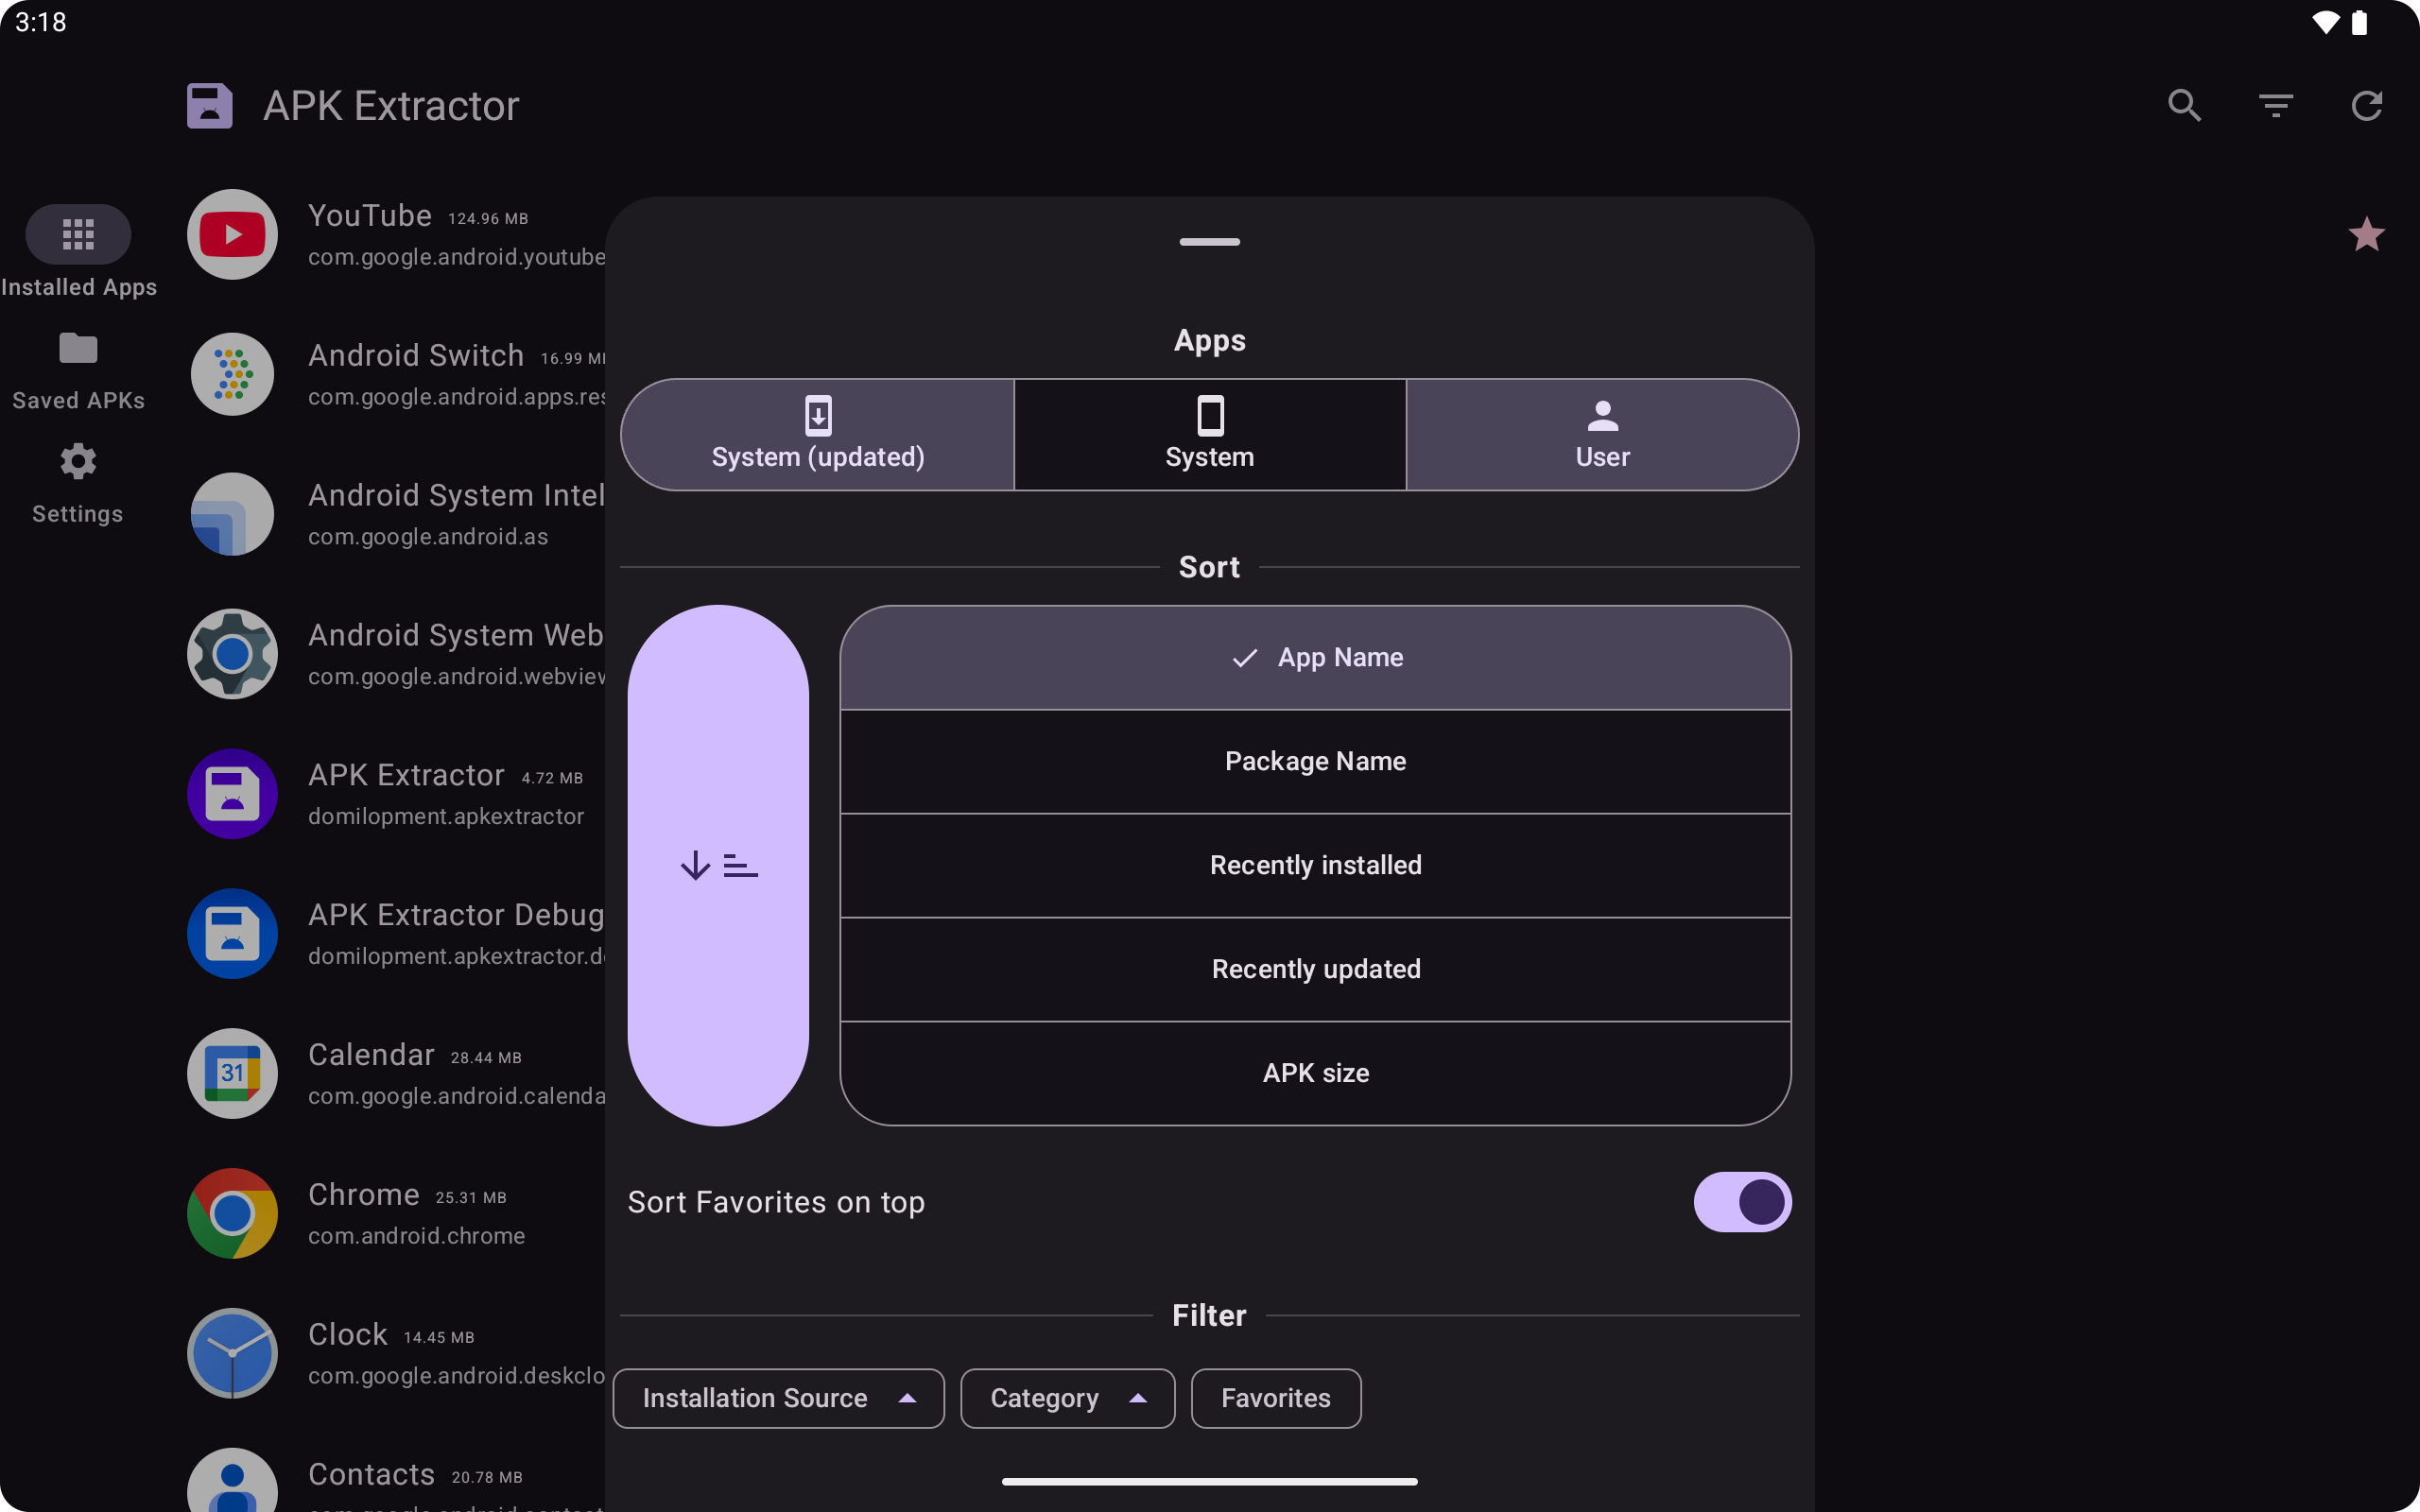 3:18
APK Extractor
Installed Apps
Saved APKs
Settings
YouTube 124.96 MB
com.google.android.youtube
Android Switch 16.99
com.google.android.apps.res
Android System Intel
com.google.android.as
Android System Web
com.google.android.webview
APK Extractor 4.72 MB
domilopment.apkextractor
APK Extractor Debug
domilopment.apkextractor.de
Calendar 28.44 MB
31
com.google.android.calenda
Chrome 25.31 MB
com.android.chrome
Clock 14.45 MB
com.google.android.deskclo
Contacts 20.78 MB
Apps
System (updated)
System
User
Sort
App Name
Package Name
Recently installed
Recently updated
APK size
Sort Favorites on top
Filter
Installation Source
Category
Favorites